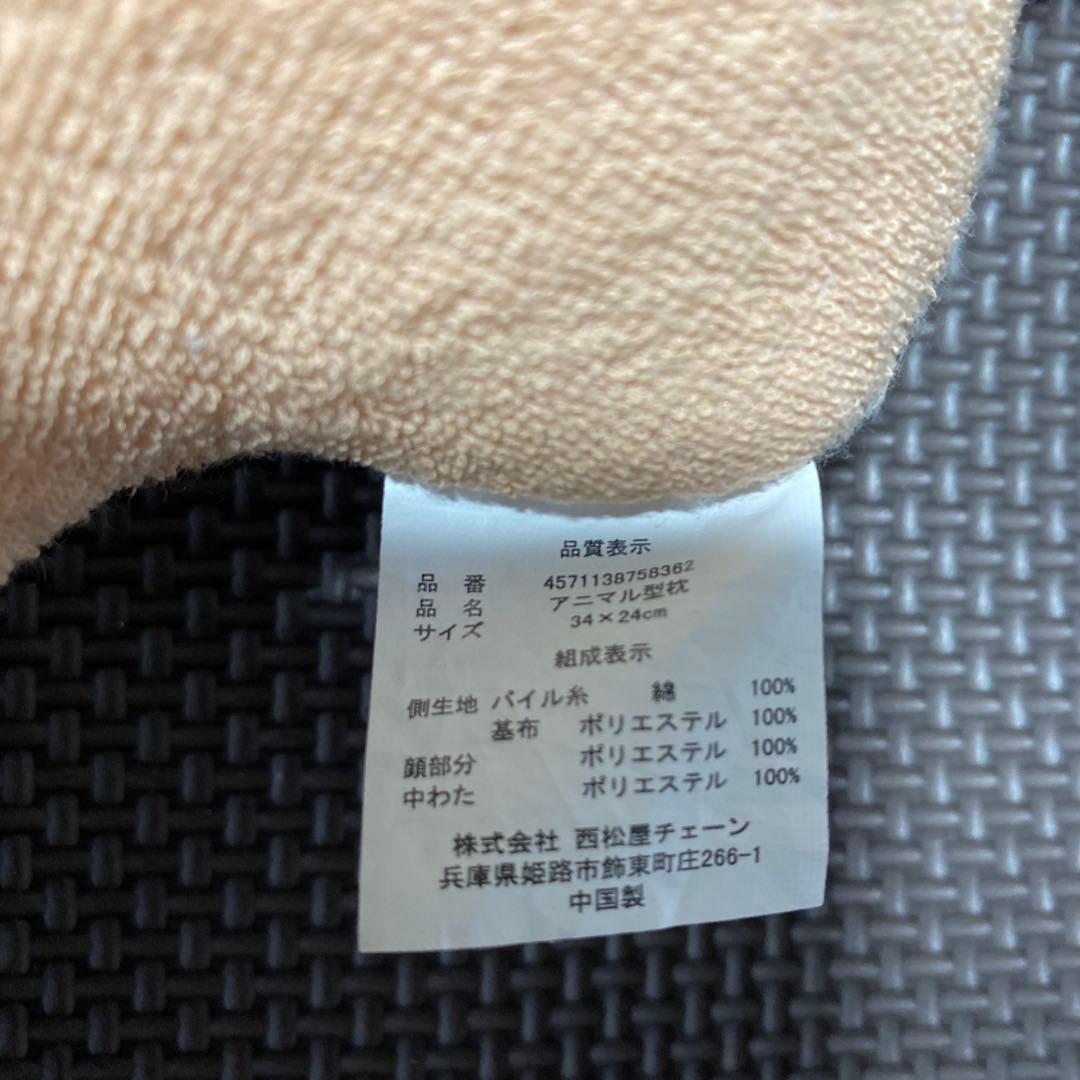 品質表示
品 番 4571138758362
品 名 アニマル型枕
サイズ 34×24cm
組成表示
側生地 パイル糸 綿 100%
基布 ポリエステル 100%
顔部分 ポリエステル 100%
中わた ポリエステル 100%
株式会社 西松屋チェーン
兵庫県姫路市飾東町庄266-1
中国製